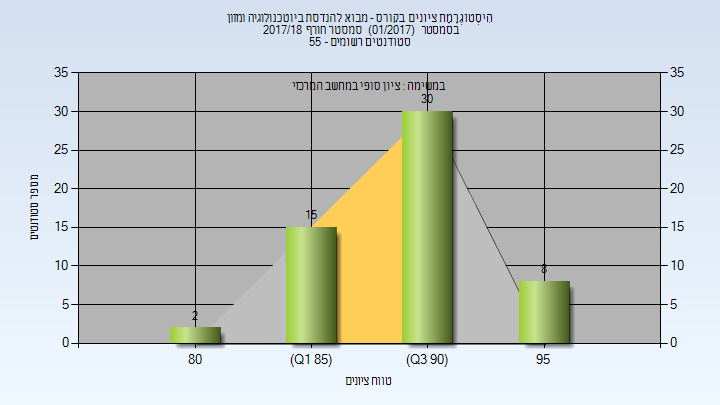 היסטוגרמת ציונים בקורס - מבוא להנדסת ביוטכנולוגיה ומזון
בסמסטר (01/2017) סמסטר חורף 2017/18
סטודנטים רשומים - 55
במשימה : ציון סופי במחשב המרכזי
35 35
30 30
25 25
20 20
15 15
10 10
5 5
0 0
2
15
30
8
מספר סטודנטים
80 (Q1 85) (Q3 90) 95
טווח ציונים